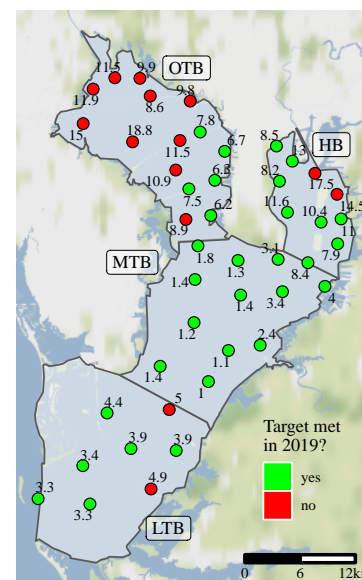 11.5 9.9 OTB
11.9 8.6 9.8
7.8
15 18.8 11.5 6.7
8.5 HB
13
10.9 6.3 8.2 17.5 7
7.5
8.9 6.2 11.6 10.4 14.5
11
MTB 1.8 3.1 7.9
1.3 8.4
1.4 1.4 3.4 4
1.2 2.4
1.1
1.4 1
5
4.4
3.9 3.9
3.4
3.3 4.9
3.3
LTB
Target met
in 2019?
yes
no
0 6 12k